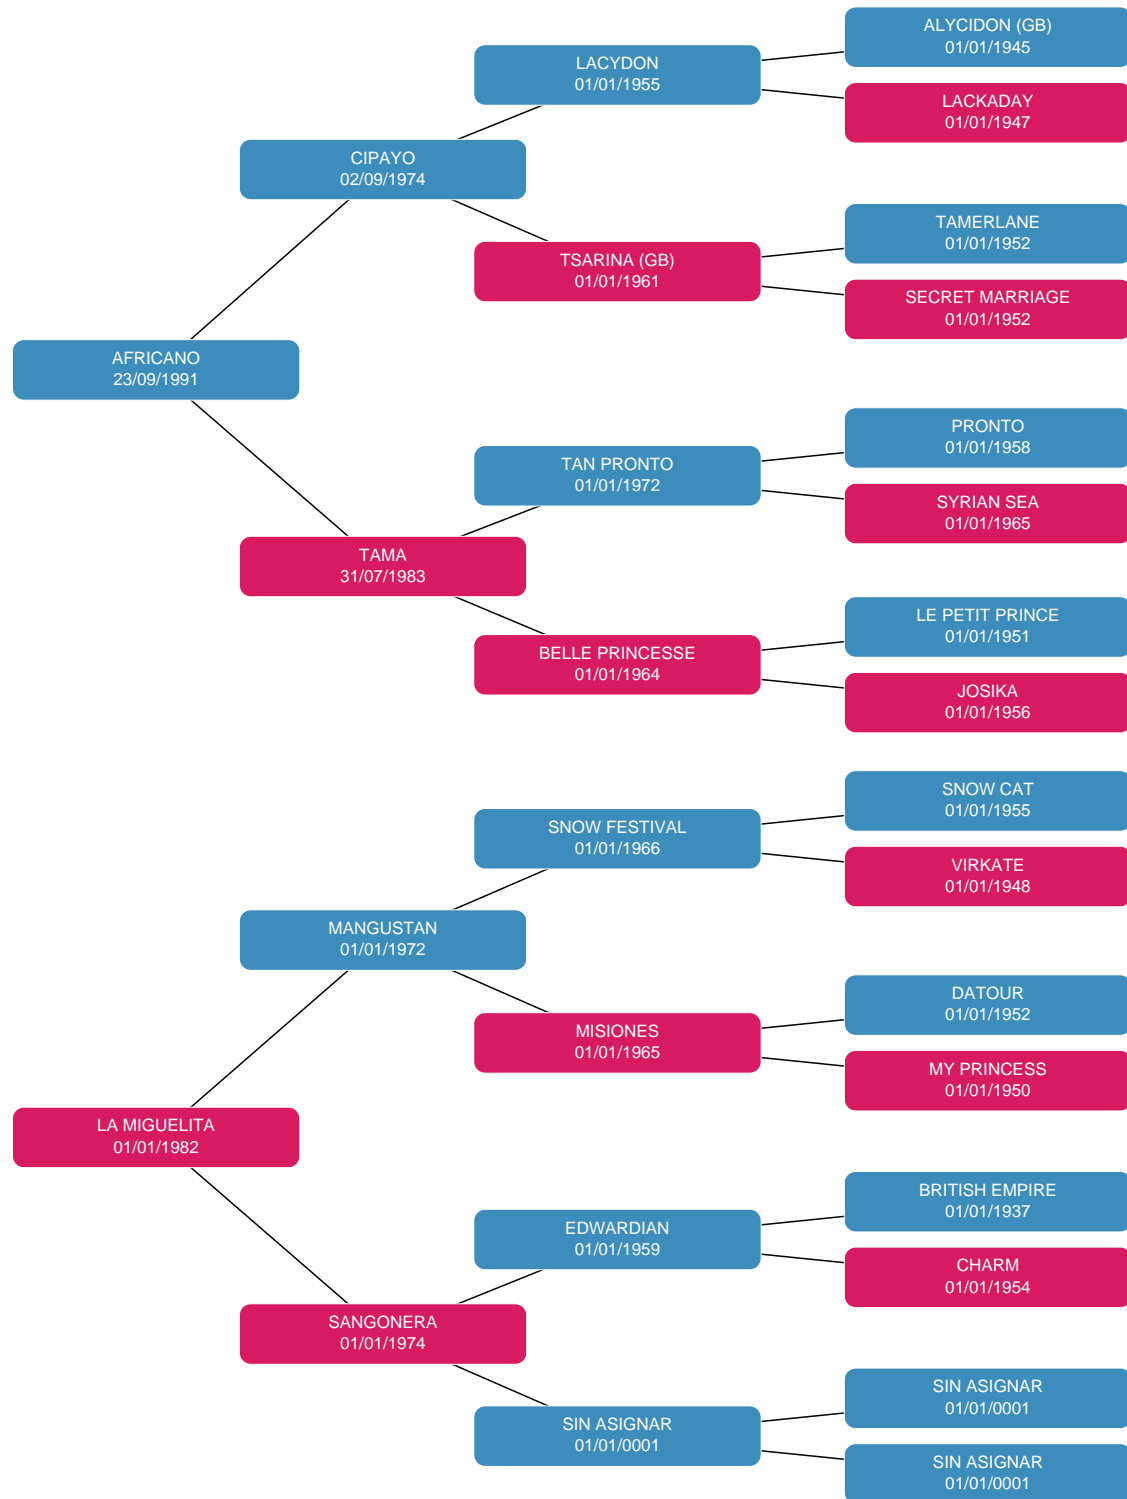 ALYCIDON (GB)
01/01/1945
LACYDON
01/01/1955
LACKADAY
01/01/1947
CIPAYO
02/09/1974
TAMERLANE
01/01/1952
TSARINA (GB)
01/01/1961
SECRET MARRIAGE
01/01/1952
AFRICANO
23/09/1991
PRONTO
01/01/1958
TAN PRONTO
01/01/1972
SYRIAN SEA
01/01/1965
TAMA
31/07/1983
LE PETIT PRINCE
01/01/1951
BELLE PRINCESSE
01/01/1964
JOSIKA
01/01/1956
SNOW CAT
01/01/1955
SNOW FESTIVAL
01/01/1966
VIRKATE
01/01/1948
MANGUSTAN
01/01/1972
DATOUR
01/01/1952
MISIONES
01/01/1965
MY PRINCESS
01/01/1950
LA MIGUELITA
01/01/1982
BRITISH EMPIRE
01/01/1937
EDWARDIAN
01/01/1959
CHARM
01/01/1954
SANGONERA
01/01/1974
SIN ASIGNAR
01/01/0001
SIN ASIGNAR
01/01/0001
SIN ASIGNAR
01/01/0001